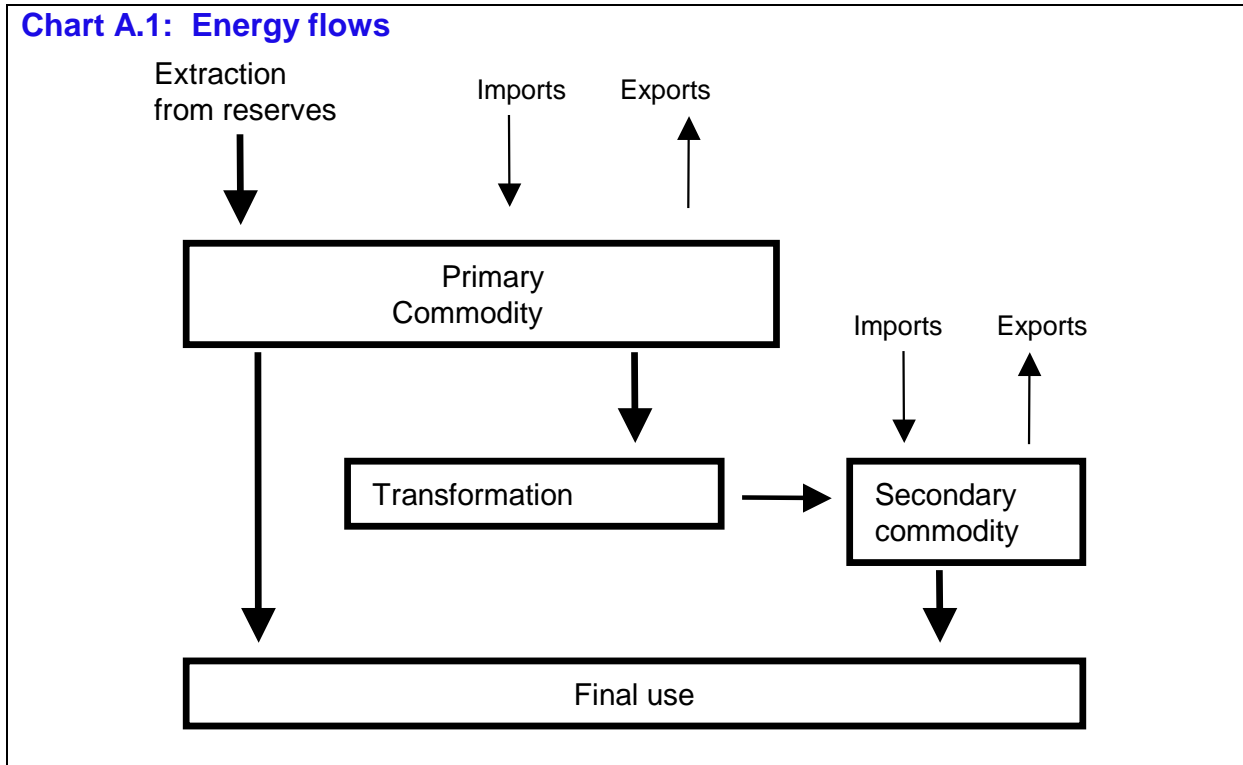 Chart A.1: Energy flows
Extraction
from reserves
Imports
Exports
Primary
Commodity
Imports
Exports
Transformation
Secondary
commodity
Final use